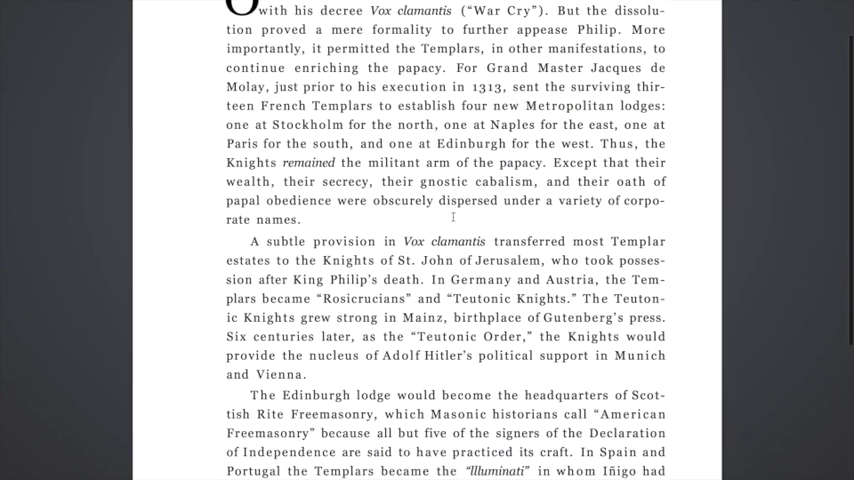 O
with his decree Vox clamantis (“War Cry”). But the dissolu-
tion proved a mere formality to further appease Philip. More
importantly, it permitted the Templars, in other manifestations, to
continue enriching the papacy. For Grand Master Jacques de
Molay, just prior to his execution in 1313, sent the surviving thir-
teen French Templars to establish four new Metropolitan lodges:
one at Stockholm for the north, one at Naples for the east, one at
Paris for the south, and one at Edinburgh for the west. Thus, the
Knights remained the militant arm of the papacy. Except that their
wealth, their secrecy, their gnostic cabalism, and their oath of
papal obedience were obscurely dispersed under a variety of corpo-
rate names.
A subtle provision in Vox clamantis transferred most Templar
estates to the Knights of St. John of Jerusalem, who took posses-
sion after King Philip’s death. In Germany and Austria, the Tem-
plars became “Rosicrucians” and “Teutonic Knights.” The Teuton-
ic Knights grew strong in Mainz, birthplace of Gutenberg’s press.
Six centuries later, as the “Teutonic Order,” the Knights would
provide the nucleus of Adolf Hitler’s political support in Munich
and Vienna.
The Edinburgh lodge would become the headquarters of Scot-
tish Rite Freemasonry, which Masonic historians call “American
Freemasonry” because all but five of the signers of the Declaration
of Independence are said to have practiced its craft. In Spain and
Portugal the Templars became the “llluminati” in whom Iñigo had